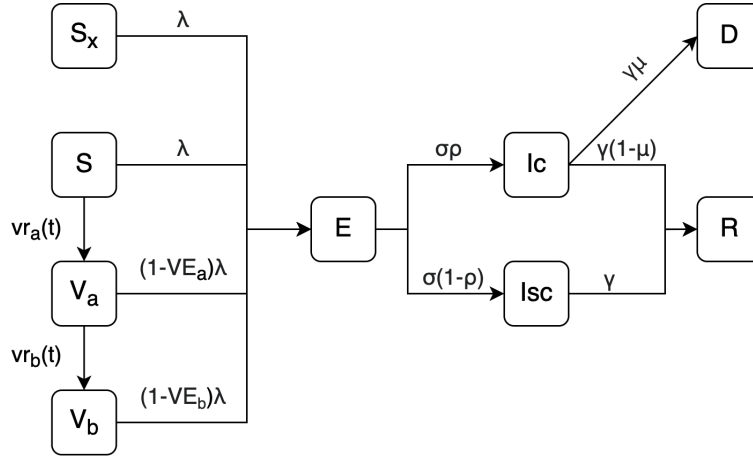 Sx
λ
D
γμ
S
λ
σρ
Ic
γ(1-μ)
vra(t)
E
R
Va
(1-VEa)λ
σ(1-ρ)
Isc
γ
vrb(t)
Vb
(1-VEb)λ